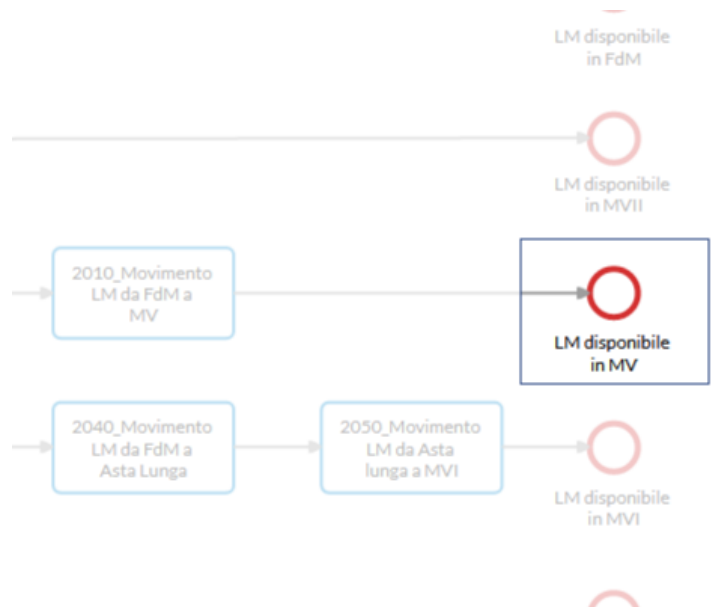 LM disponibile
in FdM
LM disponibile
in MVII
2010_Movimento
LM da FdM a
MV
LM disponibile
in MV
2040_Movimento
LM da FdM a
Asta Lunga
2050_Movimento
LM da Asta
lunga a MVI
LM disponibile
in MVI